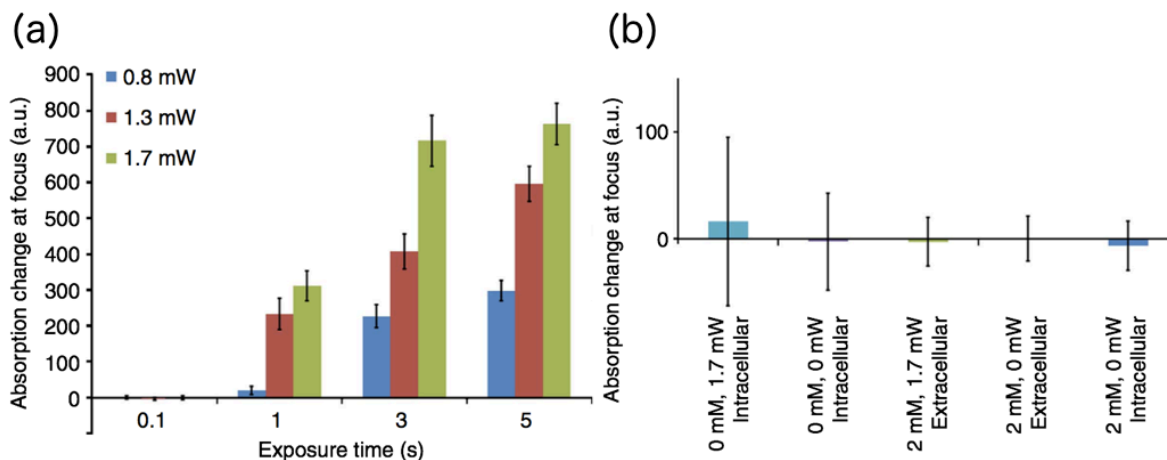 (a)
Absorption change at focus (a.u.)
900
800
700
600
500
400
300
200
100
0
0.8 mW
1.3 mW
1.7 mW
0.1
1
3
5
Exposure time (s)
(b)
Absorption change at focus (a.u.)
100
0
0 mM, 1.7 mW
Intracellular
0 mM, 0 mW
Intracellular
2 mM, 1.7 mW
Extracellular
2 mM, 0 mW
Extracellular
2 mM, 0 mW
Intracellular